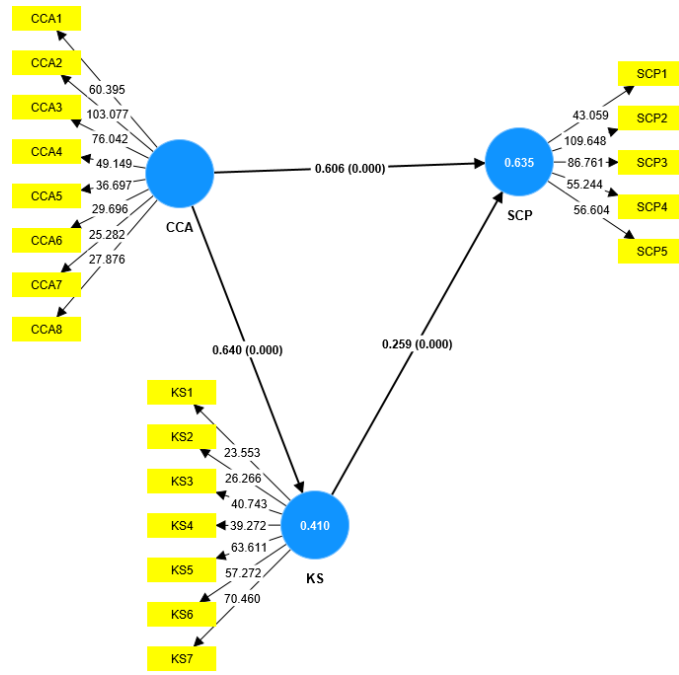 CCA1
CCA2
CCA3
CCA4
CCA5
CCA6
CCA7
CCA8
60.395
103.077
76.042
49.149
36.697
29.696
25.282
27.876
CCA
0.606 (0.000)
0.635
SCP
43.059
109.648
86.761
55.244
56.604
SCP1
SCP2
SCP3
SCP4
SCP5
0.640 (0.000)
0.259 (0.000)
KS1
KS2
KS3
KS4
KS5
KS6
KS7
23.553
26.266
40.743
39.272
63.611
57.272
70.460
0.410
KS